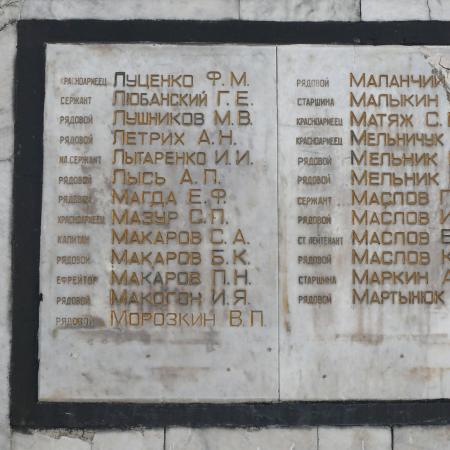 красноармеец Луценко Ф. М.
сержант Любанский Г. Е.
рядовой Лушников М. В.
рядовой Летрих А. Н.
мл. сержант Лыгаренко И. И.
рядовой Лысь А. П.
рядовой Магда Е. Ф.
красноармеец Мазур С. П.
капитан Макаров С. А.
рядовой Макаров Б. К.
ефрейтор Макаров П. Н.
рядовой Макогон И. Я.
рядовой Морозкин В. П.
рядовой Маланчий
старшина Малыкин
красноармеец Матяж С.
красноармеец Мельничук
рядовой Мельник
рядовой Мельник
сержант Маслов
рядовой Маслов
ст. лейтенант Маслов
рядовой Маслов
старшина Маркин
рядовой Мартынюк